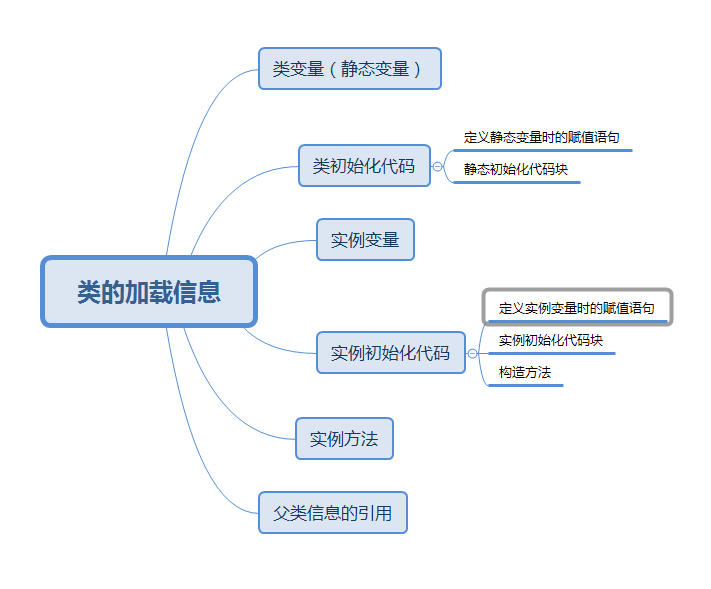 类的加载信息
类变量（静态变量）
类初始化代码
定义静态变量时的赋值语句
静态初始化代码块
实例变量
实例初始化代码
定义实例变量时的赋值语句
实例初始化代码块
构造方法
实例方法
父类信息的引用